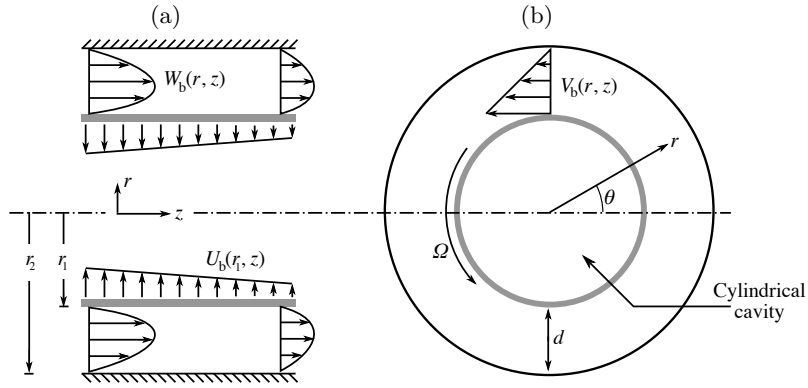 (a)
(b)
W_b(r, z)
V_b(r, z)
r
z
r
θ
r_2
r_1
U_b(r_1, z)
Ω
d
Cylindrical
cavity